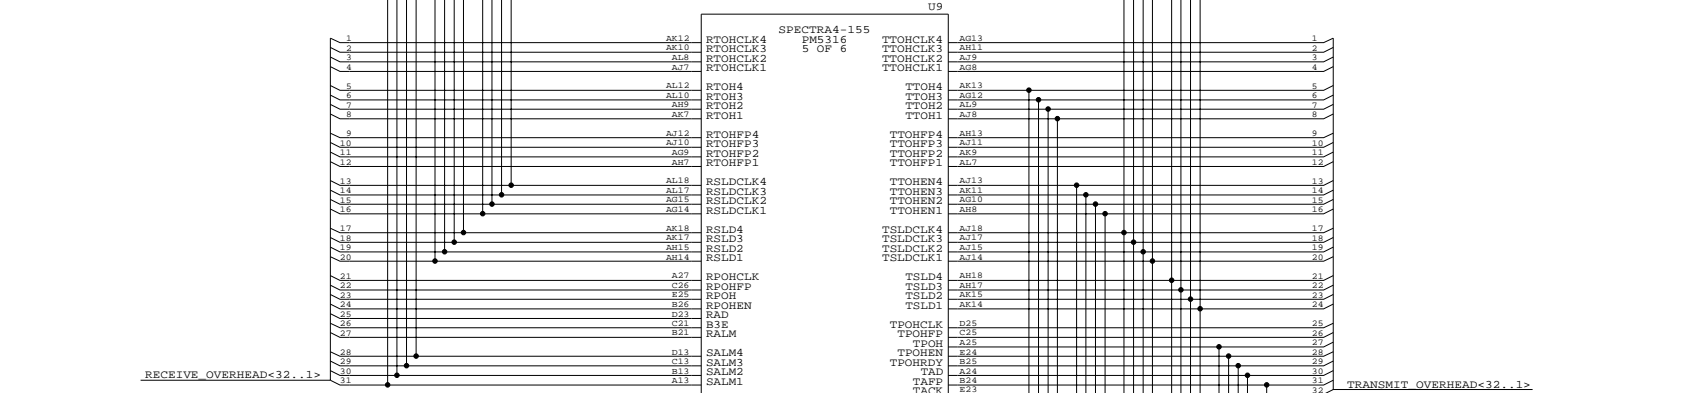 U9
SPECTRA4-155
PM5316
5 OF 6
1 AK12 RTOHCLK4 TTOHCLK4 AG13 1
2 AK10 RTOHCLK3 TTOHCLK3 AH11 2
3 AL8 RTOHCLK2 TTOHCLK2 AJ9 3
4 AJ7 RTOHCLK1 TTOHCLK1 AG8 4
5 AL12 RTOH4 TTOH4 AK13 5
6 AL10 RTOH3 TTOH3 AG12 6
7 AH9 RTOH2 TTOH2 AL9 7
8 AK7 RTOH1 TTOH1 AJ8 8
9 AJ12 RTOHFP4 TTOHFP4 AH13 9
10 AJ10 RTOHFP3 TTOHFP3 AJ11 10
11 AG9 RTOHFP2 TTOHFP2 AK9 11
12 AH7 RTOHFP1 TTOHFP1 AL7 12
13 AL18 RSLDCLK4 TTOHEN4 AJ13 13
14 AL17 RSLDCLK3 TTOHEN3 AK11 14
15 AG15 RSLDCLK2 TTOHEN2 AG10 15
16 AG14 RSLDCLK1 TTOHEN1 AH8 16
17 AK18 RSLD4 TSLDCLK4 AJ18 17
18 AK17 RSLD3 TSLDCLK3 AJ17 18
19 AH15 RSLD2 TSLDCLK2 AJ15 19
20 AH14 RSLD1 TSLDCLK1 AJ14 20
21 A27 RPOHCLK TSLD4 AH18 21
22 C26 RPOHFP TSLD3 AH17 22
23 E25 RPOH TSLD2 AK15 23
24 B26 RPOHEN TSLD1 AK14 24
25 D23 RAD
26 C21 B3E TPOHCLK D25 25
27 B21 RALM TPOHFP C25 26
TPOH A25 27
28 D13 SALM4 TPOHEN E24 28
29 C13 SALM3 TPOHRDY B25 29
30 B13 SALM2 TAD A24 30
31 A13 SALM1 TAFP B24 31
TACK E23 32
RECEIVE_OVERHEAD<32..1>
TRANSMIT_OVERHEAD<32..1>